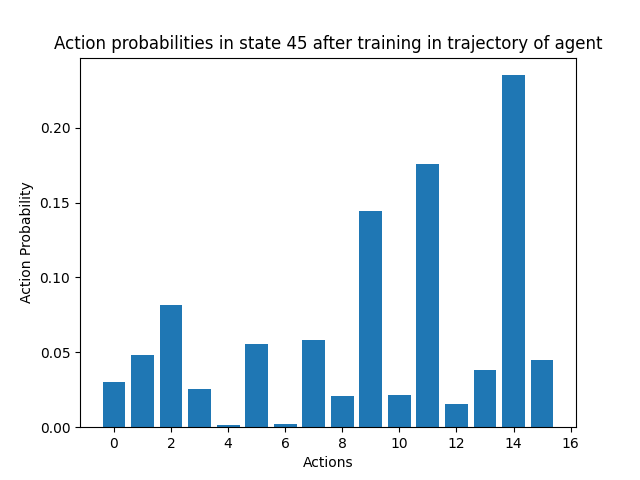 Action probabilities in state 45 after training in trajectory of agent
0.20
0.15
0.10
0.05
0.00
Action Probability
0 2 4 6 8 10 12 14 16
Actions